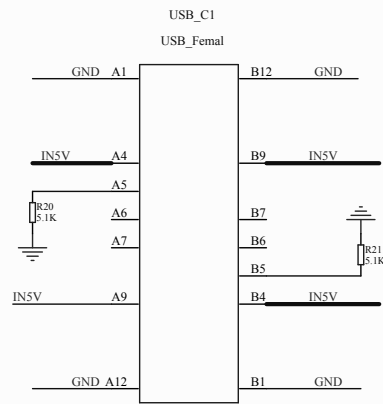 USB_C1
USB_Femal
GND A1 B12 GND
IN5V A4 B9 IN5V
A5
R20
5.1K
A6 B7
A7 B6
R21
5.1K
B5
IN5V A9 B4 IN5V
GND A12 B1 GND